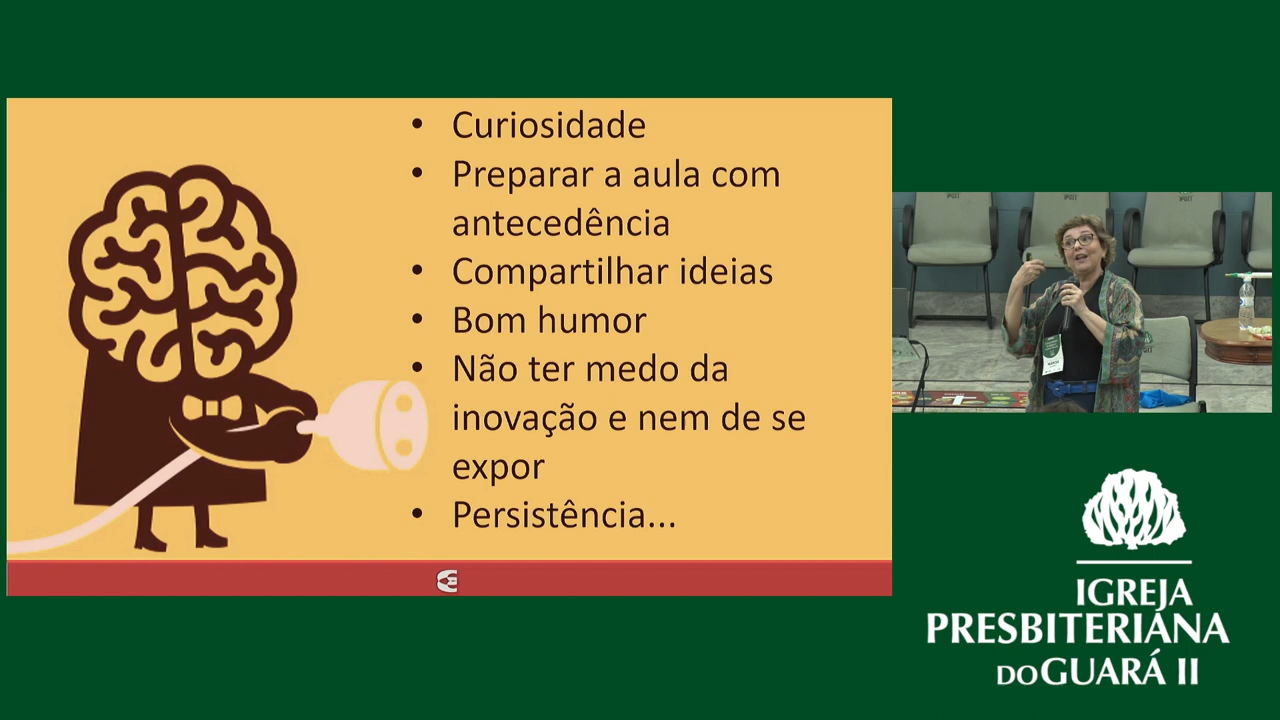 • Curiosidade
• Preparar a aula com
antecedência
• Compartilhar ideias
• Bom humor
• Não ter medo da
inovação e nem de se
expor
• Persistência...
IGREJA
PRESBITERIANA
DO GUARÁ II